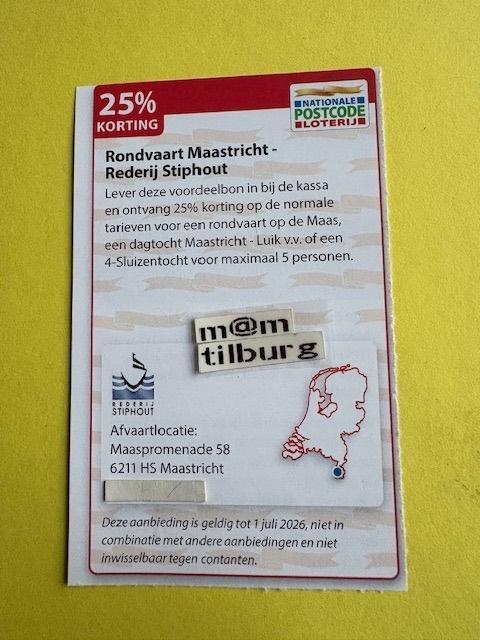 25%
KORTING
NATIONALE
POSTCODE
LOTERIJ
Rondvaart Maastricht -
Rederij Stiphout
Lever deze voordeelbon in bij de kassa
en ontvang 25% korting op de normale
tarieven voor een rondvaart op de Maas,
een dagtocht Maastricht - Luik v.v. of een
4-Sluizentocht voor maximaal 5 personen.
m@m
tilburg
REDERIJ
STIPHOUT
Afvaartlocatie:
Maaspromenade 58
6211 HS Maastricht
Deze aanbieding is geldig tot 1 juli 2026, niet in
combinatie met andere aanbiedingen en niet
inwisselbaar tegen contanten.